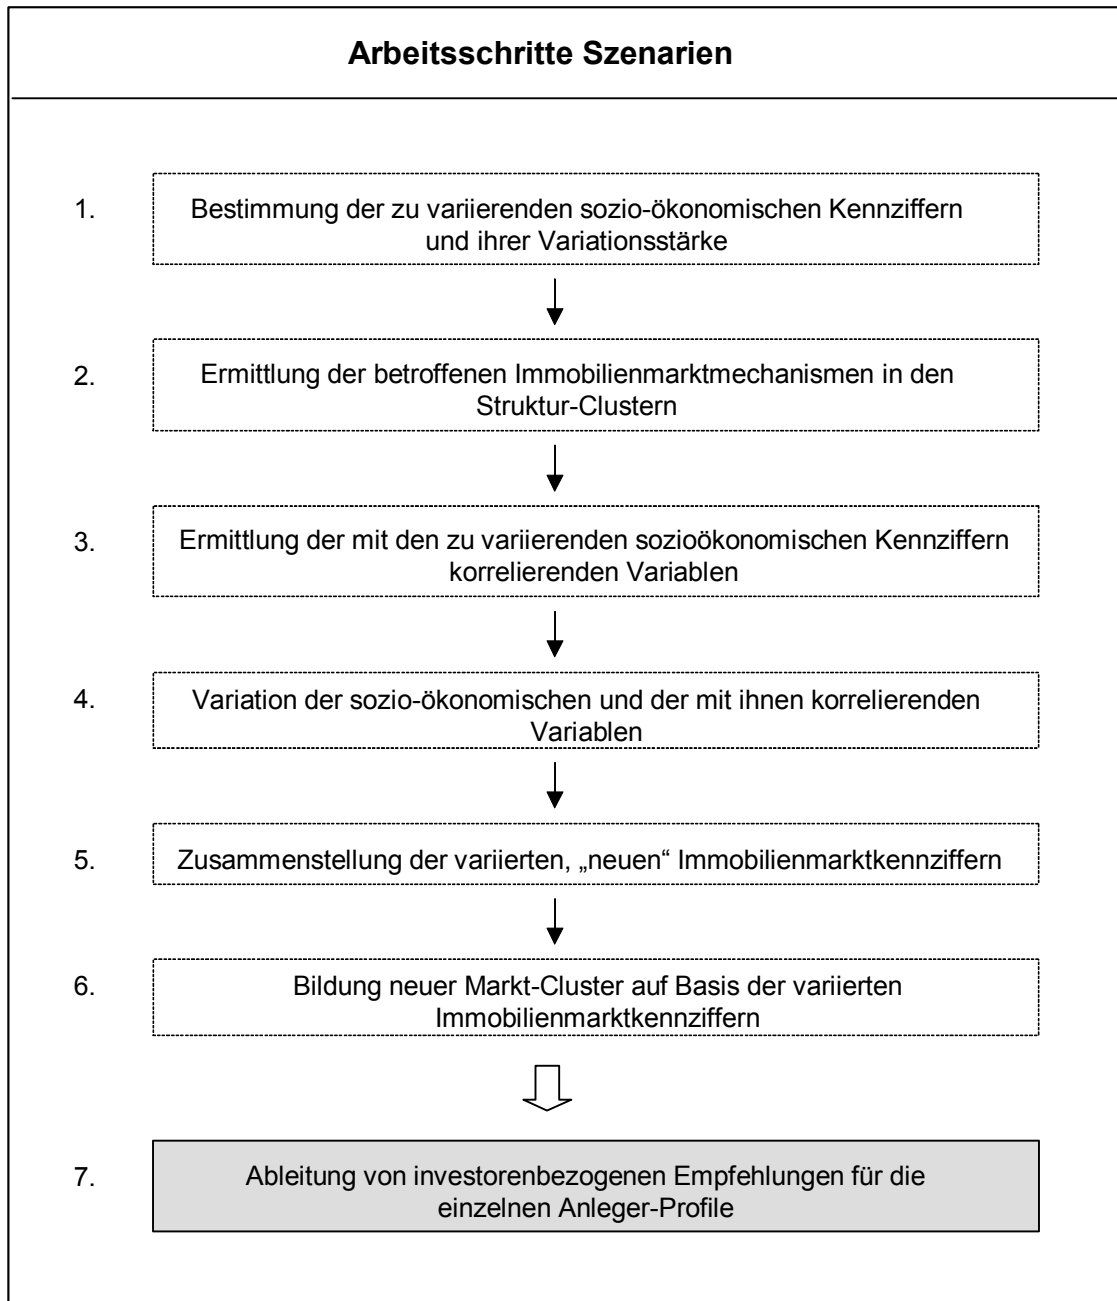 Arbeitsschritte Szenarien
1.
Bestimmung der zu variierenden sozio-ökonomischen Kennziffern
und ihrer Variationsstärke
2.
Ermittlung der betroffenen Immobilienmarktmechanismen in den
Struktur-Clustern
3.
Ermittlung der mit den zu variierenden sozioökonomischen Kennziffern
korrelierenden Variablen
4.
Variation der sozio-ökonomischen und der mit ihnen korrelierenden
Variablen
5.
Zusammenstellung der variierten, „neuen“ Immobilienmarktkennziffern
6.
Bildung neuer Markt-Cluster auf Basis der variierten
Immobilienmarktkennziffern
7.
Ableitung von investorenbezogenen Empfehlungen für die
einzelnen Anleger-Profile